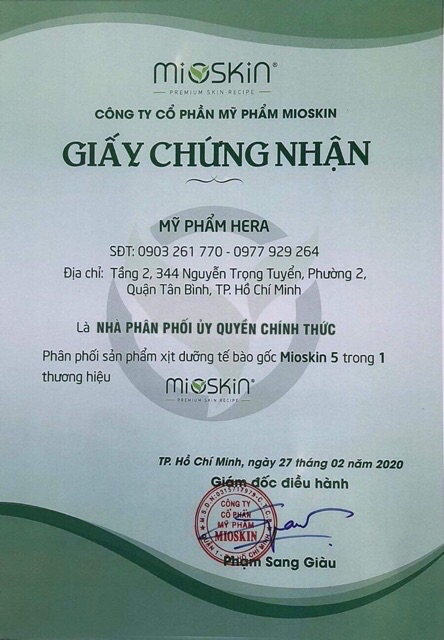 MIOSKIN®
PREMIUM SKIN RECIPE
CÔNG TY CỔ PHẦN MỸ PHẨM MIOSKIN
GIẤY CHỨNG NHẬN
MỸ PHẨM HERA
SĐT: 0903 261 770 - 0977 929 264
Địa chỉ: Tầng 2, 344 Nguyễn Trọng Tuyển, Phường 2,
Quận Tân Bình, TP. Hồ Chí Minh
Là NHÀ PHÂN PHỐI ỦY QUYỀN CHÍNH THỨC
Phân phối sản phẩm xịt dưỡng tế bào gốc Mioskin 5 trong 1
thương hiệu MIOSKIN®
PREMIUM SKIN RECIPE
TP. Hồ Chí Minh, ngày 27 tháng 02 năm 2020
Giám đốc điều hành
CÔNG TY
CỔ PHẦN
MỸ PHẨM
MIOSKIN
Phạm Sang Giàu